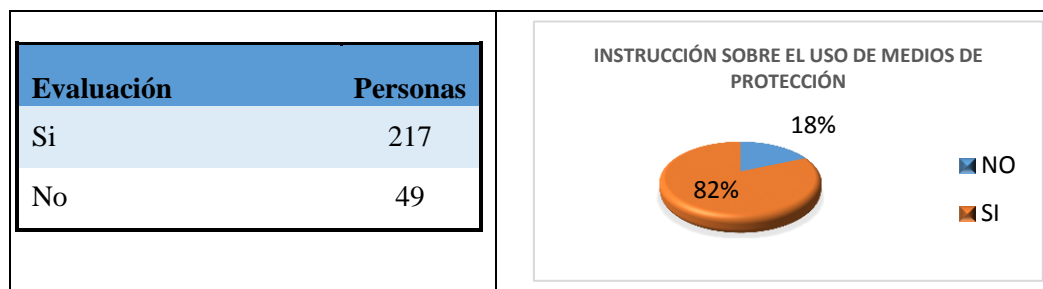 Evaluación Personas
Si 217
No 49
INSTRUCCIÓN SOBRE EL USO DE MEDIOS DE
PROTECCIÓN
18%
82%
NO
SI